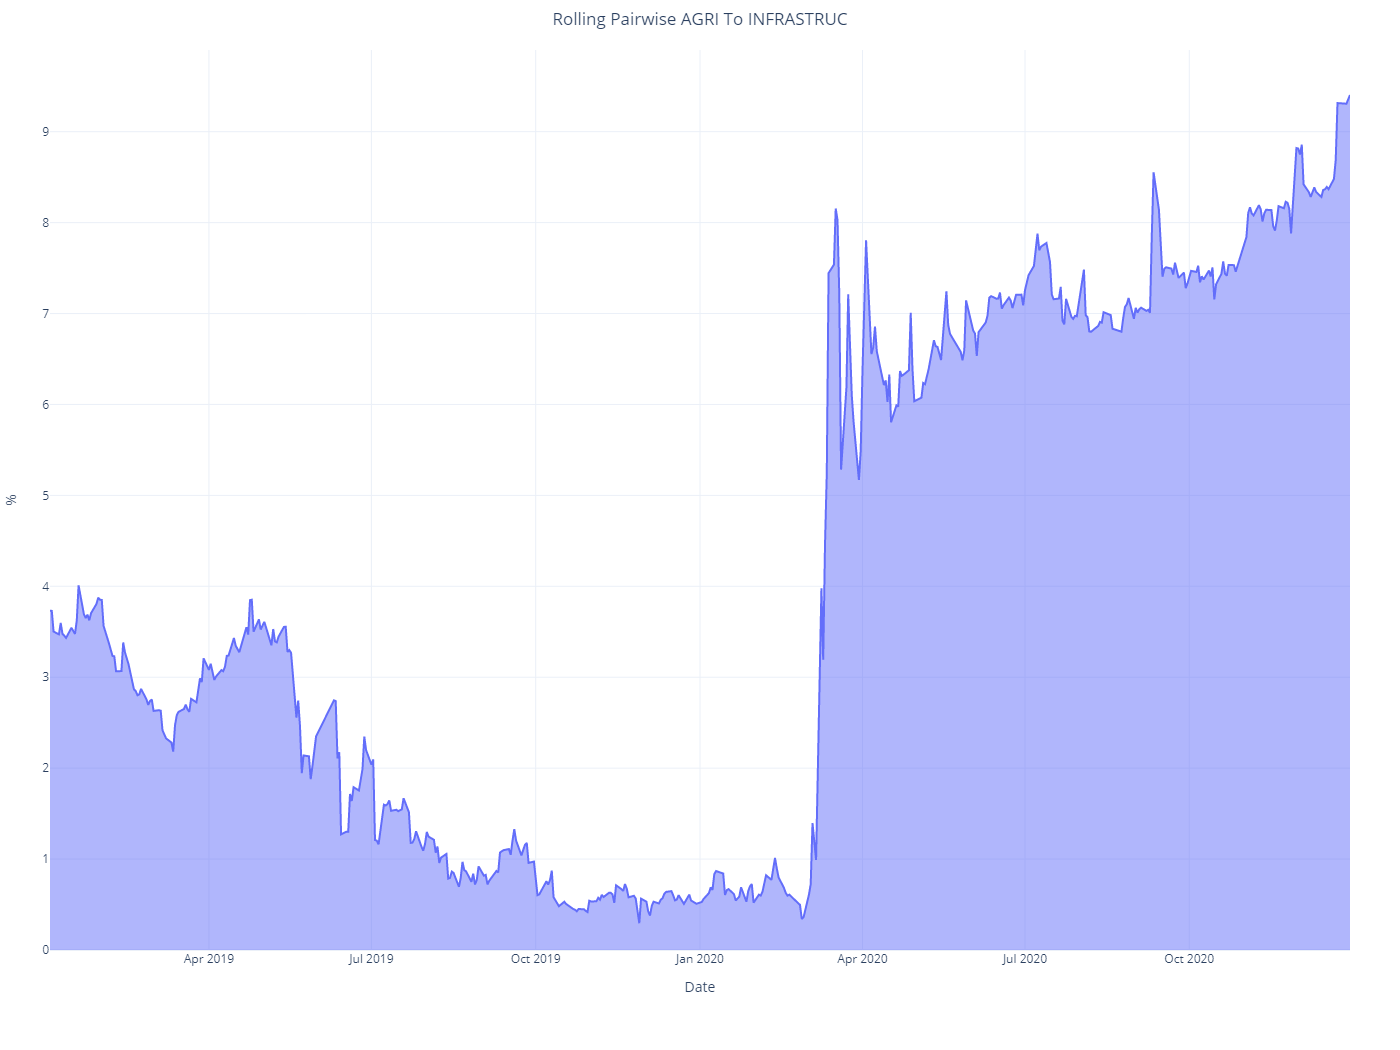 Rolling Pairwise AGRI To INFRASTRUC
9
8
7
6
5
4
3
2
1
0
%
Apr 2019
Jul 2019
Oct 2019
Jan 2020
Apr 2020
Jul 2020
Oct 2020
Date